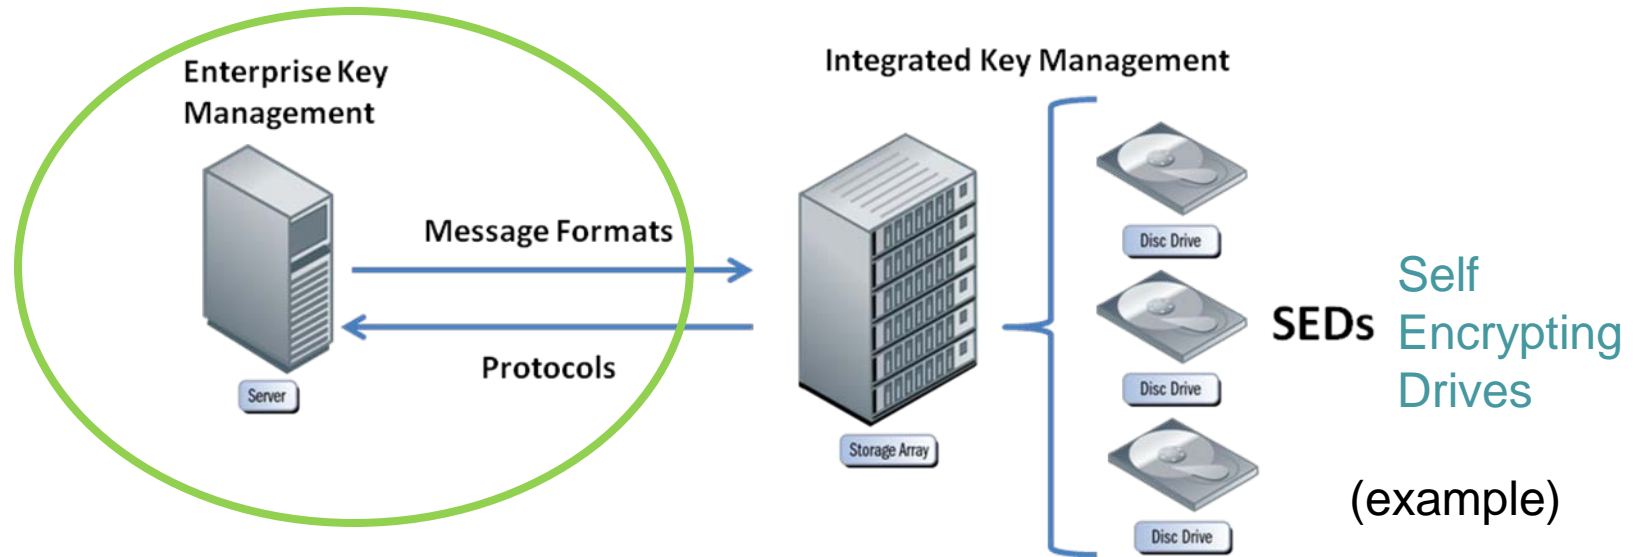 Enterprise Key
Management
Server
Message Formats
Protocols
Integrated Key Management
Storage Array
Disc Drive
Disc Drive
Disc Drive
SEDs
Self
Encrypting
Drives
(example)